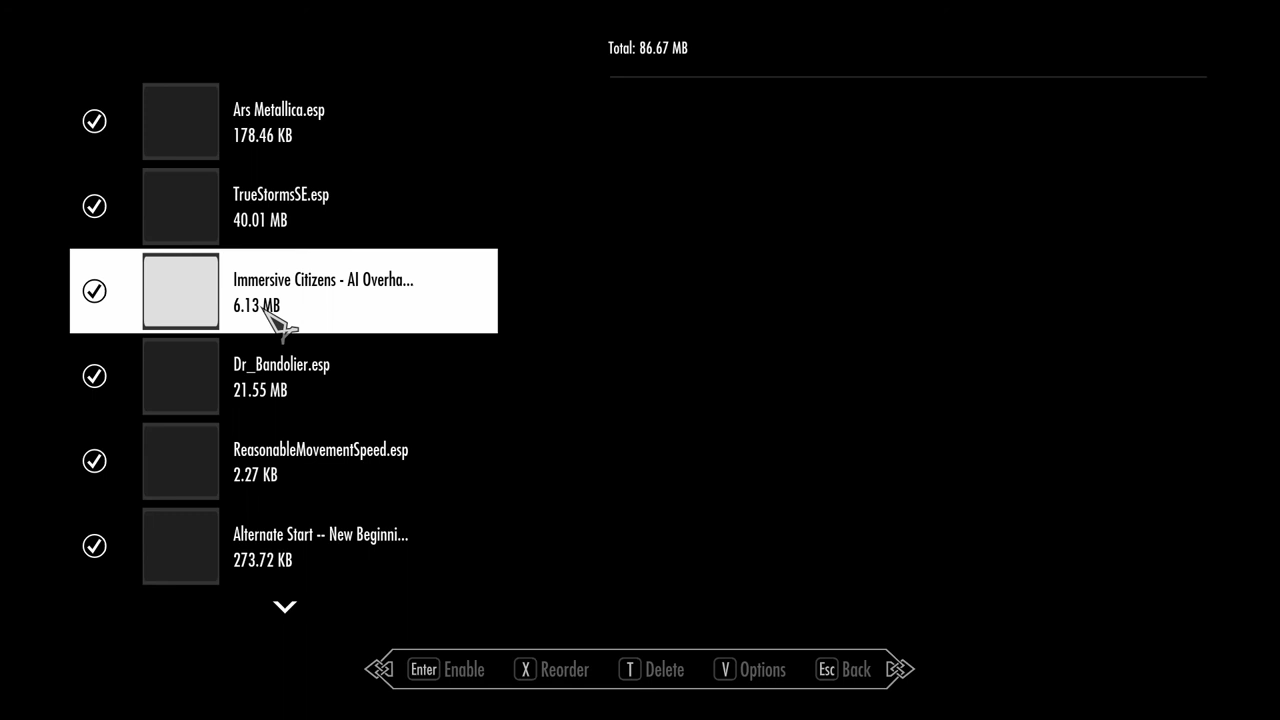 Total: 86.67 MB
Ars Metallica.esp
178.46 KB
TrueStormsSE.esp
40.01 MB
Immersive Citizens - AI Overha...
6.13 MB
Dr_Bandolier.esp
21.55 MB
ReasonableMovementSpeed.esp
2.27 KB
Alternate Start -- New Beginni...
273.72 KB
Enter Enable X Reorder T Delete V Options Esc Back